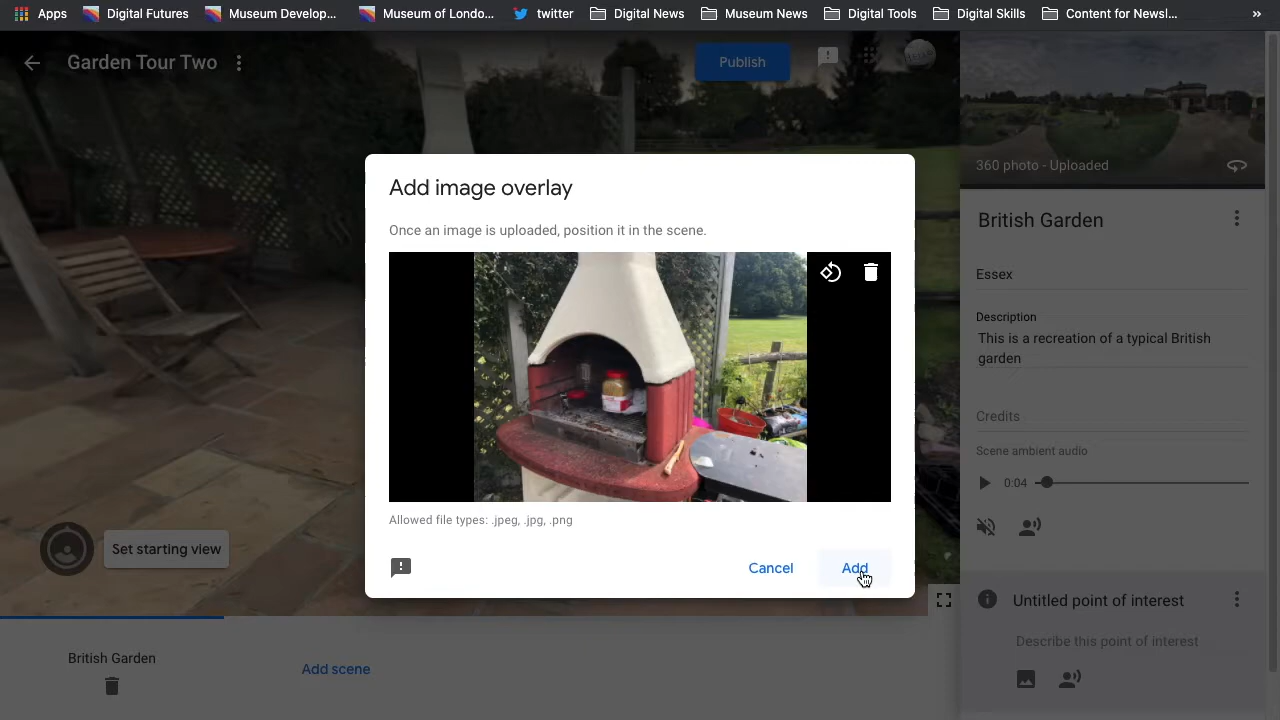 Apps Digital Futures Museum Develop... Museum of Londo... twitter Digital News Museum News Digital Tools Digital Skills Content for Newsl... »
Garden Tour Two
Publish
360 photo - Uploaded
Add image overlay
Once an image is uploaded, position it in the scene.
Allowed file types: .jpeg, .jpg, .png
Cancel Add
Set starting view
British Garden
Add scene
British Garden
Essex
Description
This is a recreation of a typical British
garden
Credits
Scene ambient audio
0:04
Untitled point of interest
Describe this point of interest